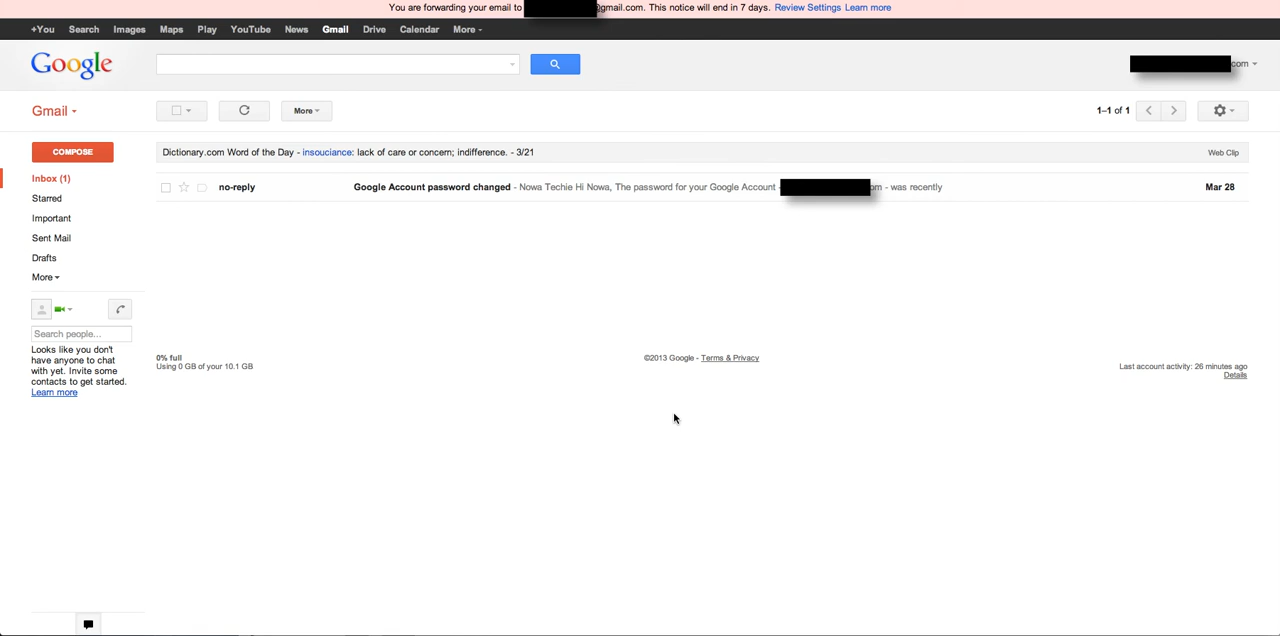 You are forwarding your email to @gmail.com. This notice will end in 7 days. Review Settings Learn more
+You Search Images Maps Play YouTube News Gmail Drive Calendar More
Google
com
Gmail
More
1–1 of 1
COMPOSE
Dictionary.com Word of the Day - insouciance: lack of care or concern; indifference. - 3/21
Web Clip
Inbox (1)
no-reply
Google Account password changed - Nowa Techie Hi Nowa, The password for your Google Account - om - was recently
Mar 28
Starred
Important
Sent Mail
Drafts
More
Search people...
Looks like you don't
have anyone to chat
with yet. Invite some
contacts to get started.
Learn more
0% full
Using 0 GB of your 10.1 GB
©2013 Google - Terms & Privacy
Last account activity: 26 minutes ago
Details